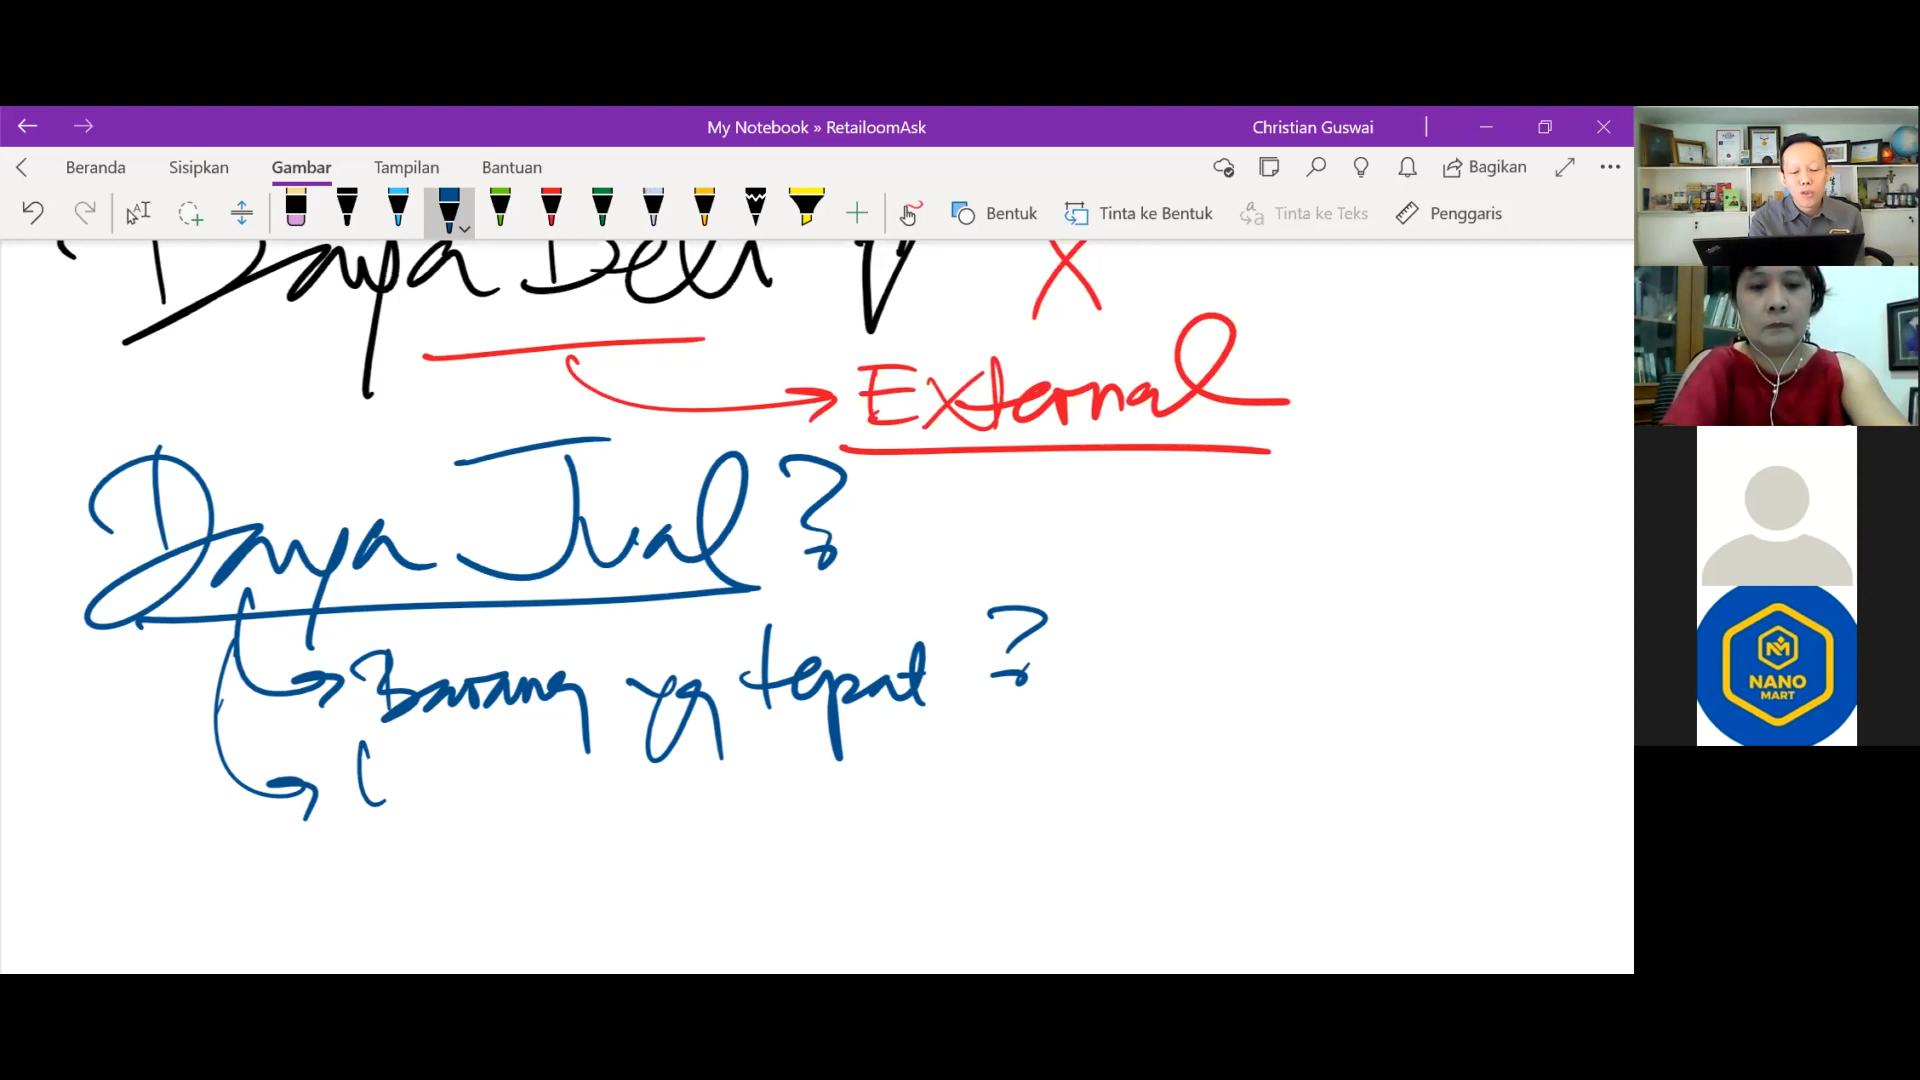 My Notebook » RetailoomAsk
Christian Guswai
Beranda Sisipkan Gambar Tampilan Bantuan
Bagikan
Bentuk Tinta ke Bentuk Tinta ke Teks Penggaris
Daya Beli
X
External
Daya Jual ?
Barang yg tepat ?
NANO
MART